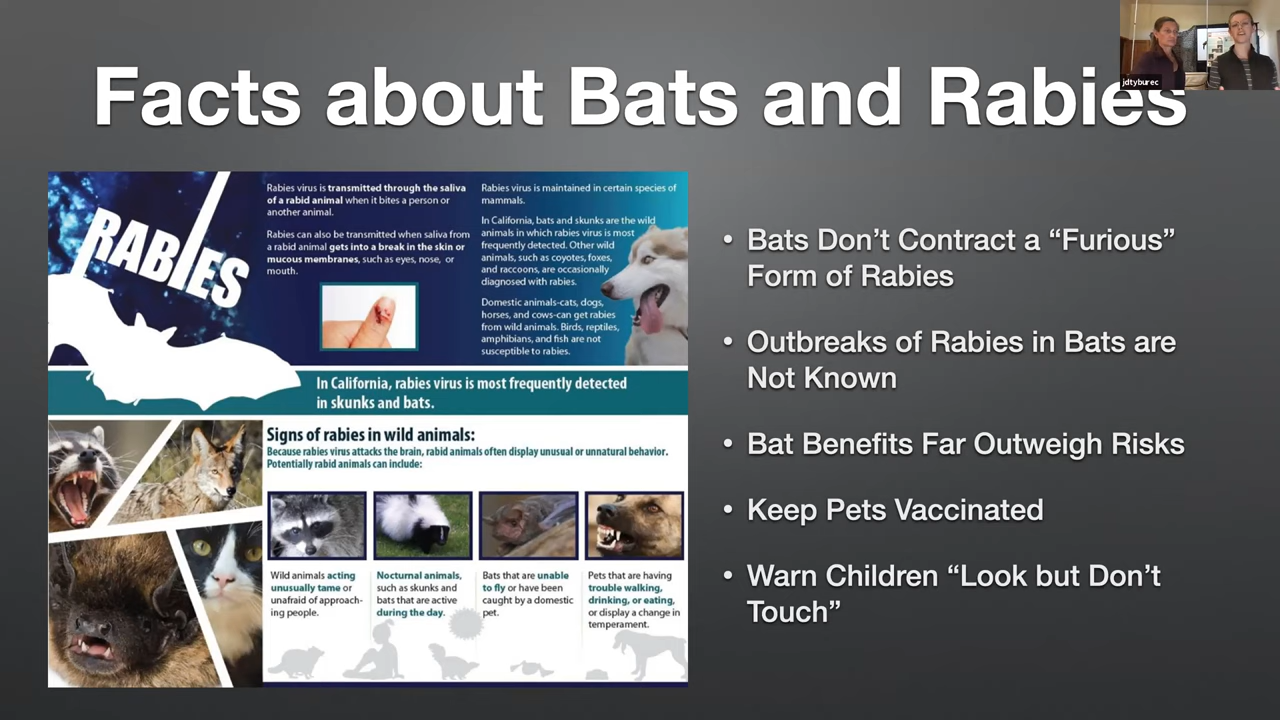 Facts about Bats and Rabies
jdtyburec
RABIES
Rabies virus is transmitted through the saliva
of a rabid animal when it bites a person or
another animal.
Rabies can also be transmitted when saliva from
a rabid animal gets into a break in the skin or
mucous membranes, such as eyes, nose, or
mouth.
Rabies virus is maintained in certain species of
mammals.
In California, bats and skunks are the wild
animals in which rabies virus is most
frequently detected. Other wild
animals, such as coyotes, foxes,
and raccoons, are occasionally
diagnosed with rabies.
Domestic animals-cats, dogs,
horses, and cows-can get rabies
from wild animals. Birds, reptiles,
amphibians, and fish are not
susceptible to rabies.
In California, rabies virus is most frequently detected
in skunks and bats.
Signs of rabies in wild animals:
Because rabies virus attacks the brain, rabid animals often display unusual or unnatural behavior.
Potentially rabid animals can include:
Wild animals acting
unusually tame or
unafraid of approach-
ing people.
Nocturnal animals,
such as skunks and
bats that are active
during the day.
Bats that are unable
to fly or have been
caught by a domestic
pet.
Pets that are having
trouble walking,
drinking, or eating,
or display a change in
temperament.
• Bats Don’t Contract a “Furious”
Form of Rabies
• Outbreaks of Rabies in Bats are
Not Known
• Bat Benefits Far Outweigh Risks
• Keep Pets Vaccinated
• Warn Children “Look but Don’t
Touch”